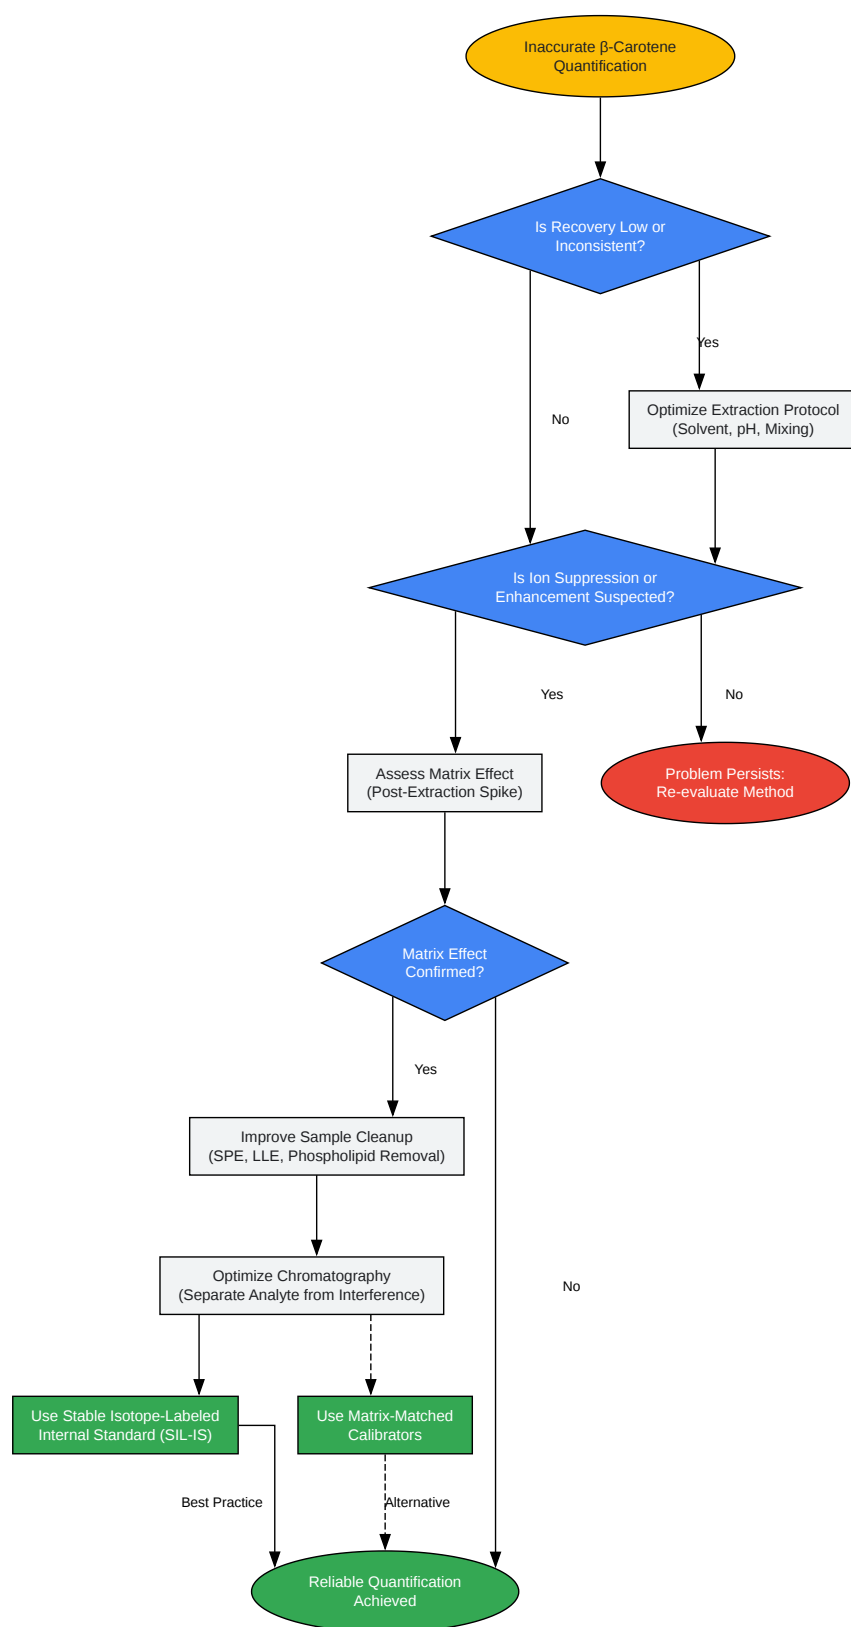 Inaccurate β-Carotene
Quantification
Is Recovery Low or
Inconsistent?
Yes
Optimize Extraction Protocol
(Solvent, pH, Mixing)
No
Is Ion Suppression or
Enhancement Suspected?
Yes
No
Assess Matrix Effect
(Post-Extraction Spike)
Problem Persists:
Re-evaluate Method
Matrix Effect
Confirmed?
Yes
Improve Sample Cleanup
(SPE, LLE, Phospholipid Removal)
Optimize Chromatography
(Separate Analyte from Interference)
No
Use Stable Isotope-Labeled
Internal Standard (SIL-IS)
Use Matrix-Matched
Calibrators
Best Practice
Alternative
Reliable Quantification
Achieved